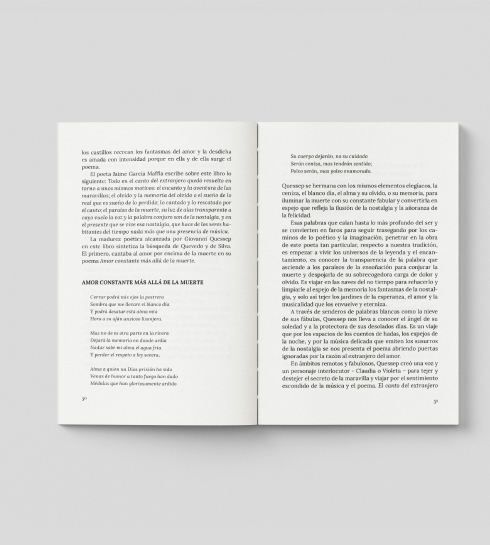 los castillos recrean los fantasmas del amor y la desdicha
es amada con intensidad porque en ella y de ella surge el
poema.
El poeta Jaime García Maffla escribe sobre este libro lo
siguiente: Todo en El canto del extranjero quedó resuelto en
torno a unos mismos motivos: el encanto y la escritura de las
maravillas; el olvido y la memoria del olvido o el sueño de lo
real que es sueño de lo perdido; lo cantado y lo rescatado por
el canto; el paraíso de la muerte, su luz de alas transparente a
cuyo vuelo la voz y la palabra conjuro son de la nostalgia, y en
el presente que se vive esa nostalgia, que hace de los seres ha-
bitantes del tiempo nada más que una presencia de música.
La madurez poética alcanzada por Giovanni Quessep
en este libro sintetiza la búsqueda de Quevedo y de Silva.
El primero, cantaba al amor por encima de la muerte en su
poema Amor constante más allá de la muerte.
AMOR CONSTANTE MÁS ALLÁ DE LA MUERTE
Cerrar podrá mis ojos la postrera
Sombra que me llevare el blanco día
Y podrá desatar esta alma mía
Hora a su afán ansioso lisonjera,
Mas no de es otra parte en la rivera
Dejará la memoria en donde ardía
Nadar sabe mi alma el agua fría
Y perder el respeto a ley severa,
Alma a quien un Dios prisión ha sido
Venas de humor a tanto fuego han dado
Médulas que han gloriosamente ardido
30
Su cuerpo dejarán, no su cuidado
Serán ceniza, mas tendrán sentido;
Polvo serán, mas polvo enamorado.
Quessep se hermana con los mismos elementos elegíacos, la
ceniza, el blanco día, el alma y su olvido, o su memoria, para
iluminar la muerte con su constante fabular y convertirla en
espejo que refleja la ilusión de la nostalgia y la añoranza de
la felicidad.
Esas palabras que calan hasta lo más profundo del ser y
se convierten en faros para seguir trasegando por los ca-
minos de lo poético y la imaginación, penetrar en la obra
de este poeta tan particular, respecto a nuestra tradición,
es empezar a vivir los universos de la leyenda y el encan-
tamiento, es conocer la transparencia de la palabra que
asciende a los paraísos de la ensoñación para conjurar la
muerte y despojarla de su sobrecogedora carga de dolor y
olvido. Es viajar en las naves del no tiempo para refucerlo y
limpiarle al espejo de la memoria los fantasmas de la nostal-
gia, y solo así tejer los jardines de la esperanza, el amor y la
musicalidad que los envuelve y eterniza.
A través de senderos de palabras blancas como la nieve
de sus fábulas, Quessep nos lleva a conocer el ángel de su
soledad y a la protectora de sus desolados días. Es un viaje
que por los espacios de los cuentos de hadas, los espejos de
la noche, y por la música delicada que emiten los susurros
de la nostalgia se nos presenta el poema abriendo puertas
ignoradas por la razón al extranjero del amor.
En ámbitos remotos y fabulosos, Quessep creó una voz y
un personaje interlocutor – Claudia o Violeta – para tejer y
destejer el secreto de la maravilla y viajar por el sentimiento
escondido de la música y el poema. El canto del extranjero
31